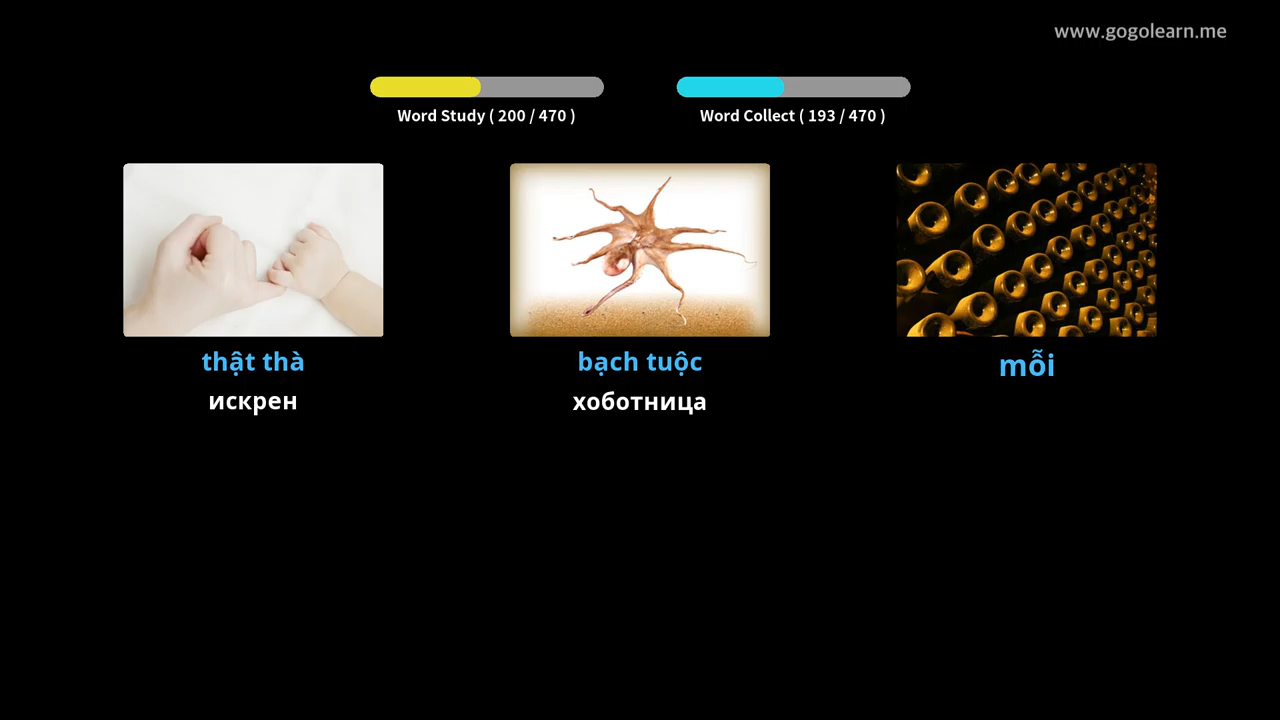 www.gogolearn.me
Word Study ( 200 / 470 )
Word Collect ( 193 / 470 )
thật thà
искрен
bạch tuộc
хоботница
mỗi